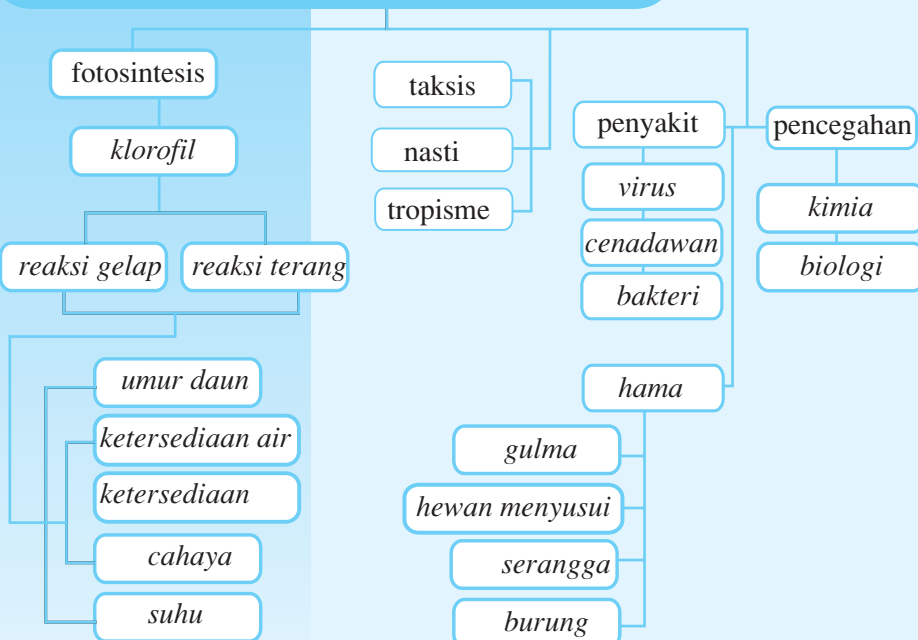 fotosintesis
klorofil
reaksi gelap
reaksi terang
umur daun
ketersediaan air
ketersediaan
cahaya
suhu
taksis
nasti
tropisme
penyakit
virus
cenadawan
bakteri
hama
gulma
hewan menyusui
serangga
burung
pencegahan
kimia
biologi